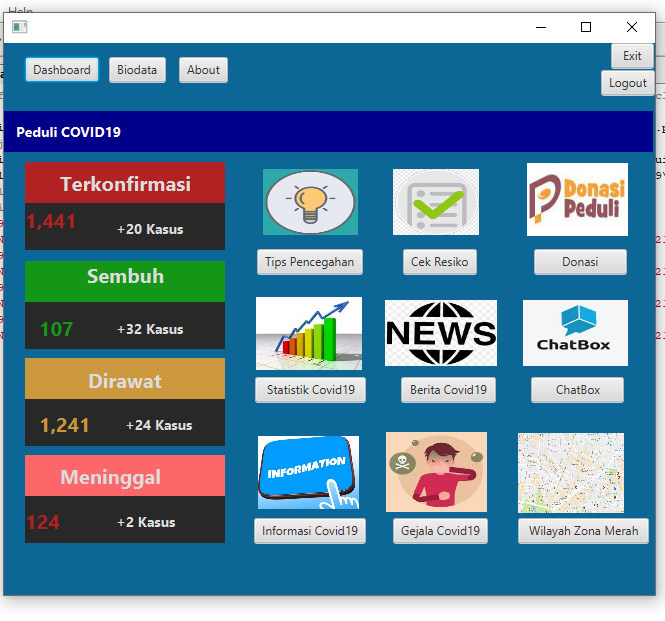 Help
Dashboard
Biodata
About
Exit
Logout
Peduli COVID19
Terkonfirmasi
1,441
+20 Kasus
Sembuh
107
+32 Kasus
Dirawat
1,241
+24 Kasus
Meninggal
124
+2 Kasus
Tips Pencegahan
Cek Resiko
Donasi
Peduli
Donasi
NEWS
ChatBox
Statistik Covid19
Berita Covid19
ChatBox
INFORMATION
Informasi Covid19
Gejala Covid19
Wilayah Zona Merah